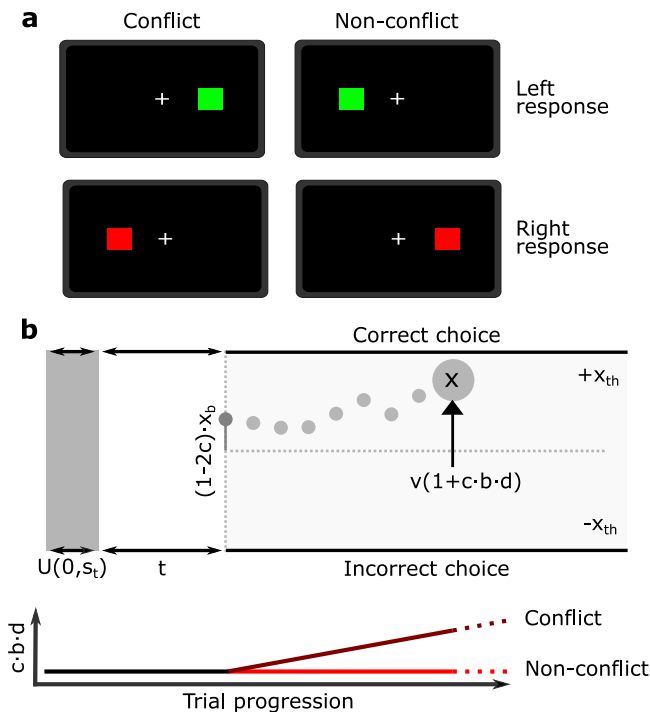 a
Conflict
Non-conflict
+
+
Left
response
+
+
Right
response
b
Correct choice
(1-2c)·x_b
x
+x_th
v(1+c·b·d)
-x_th
U(0,s_t)
t
Incorrect choice
c·b·d
Conflict
Non-conflict
Trial progression